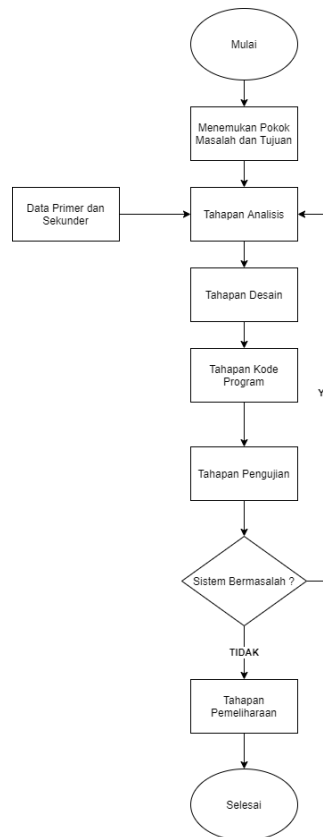 Mulai
Menemukan Pokok
Masalah dan Tujuan
Data Primer dan
Sekunder
Tahapan Analisis
Tahapan Desain
Tahapan Kode
Program
Tahapan Pengujian
Sistem Bermasalah ?
TIDAK
Tahapan
Pemeliharaan
Selesai